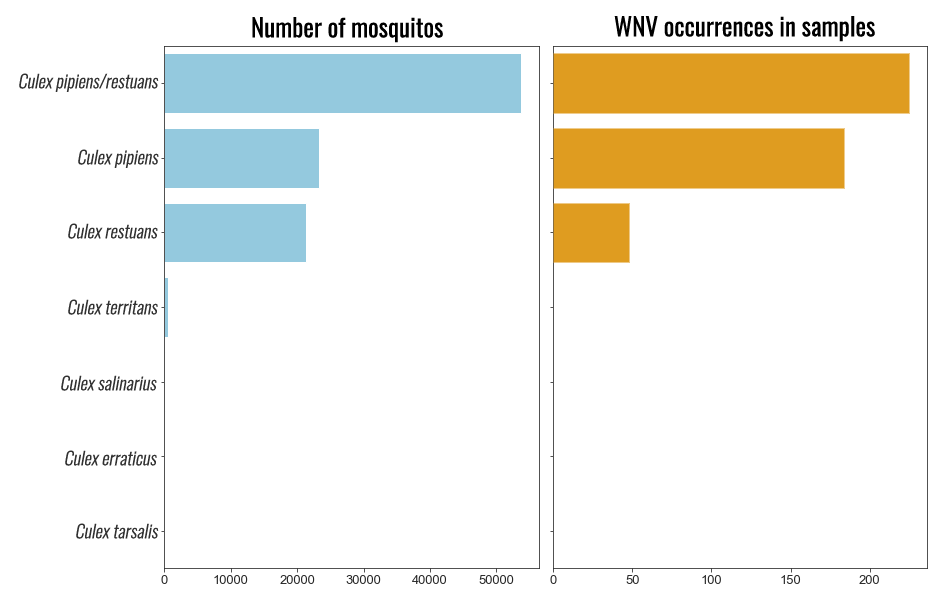 Number of mosquitos
WNV occurrences in samples
Culex pipiens/restuans
Culex pipiens
Culex restuans
Culex territans
Culex salinarius
Culex erraticus
Culex tarsalis
0 10000 20000 30000 40000 50000
0 50 100 150 200